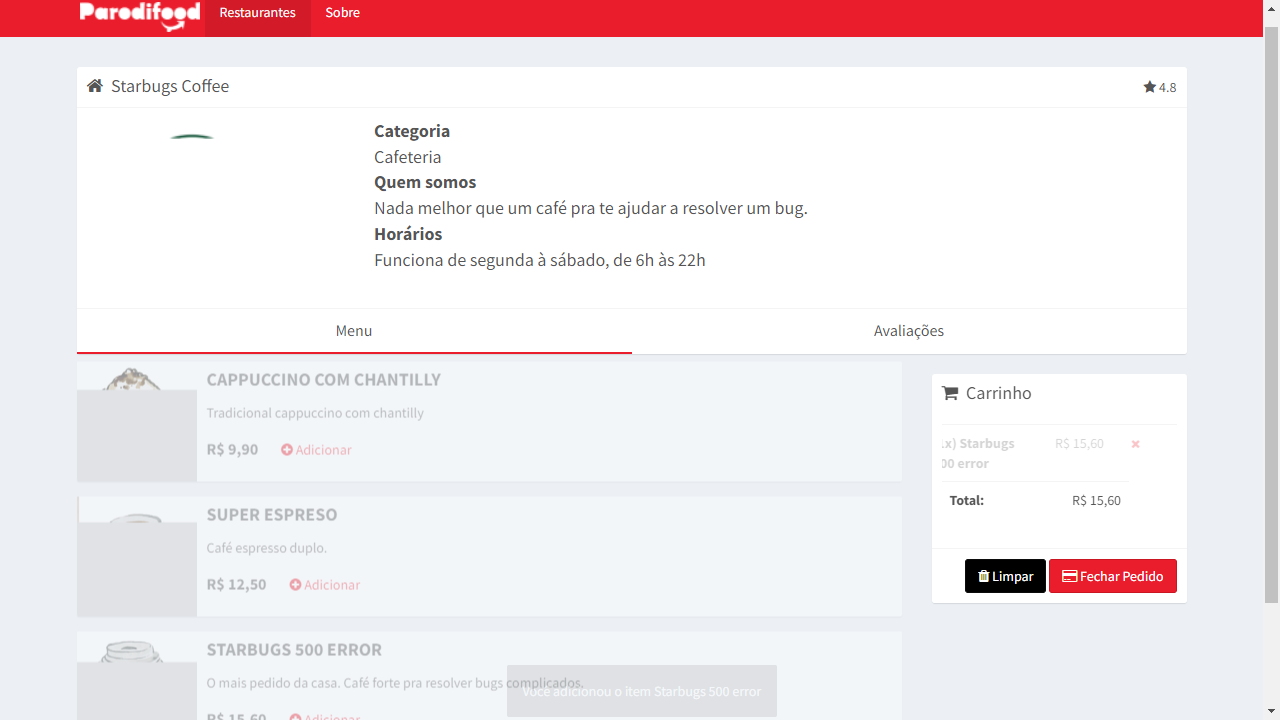 Parodifood
Restaurantes
Sobre
Starbugs Coffee
4.8
Categoria
Cafeteria
Quem somos
Nada melhor que um café pra te ajudar a resolver um bug.
Horários
Funciona de segunda à sábado, de 6h às 22h
Menu
Avaliações
CAPPUCCINO COM CHANTILLY
Tradicional cappuccino com chantilly
R$ 9,90 Adicionar
SUPER ESPRESO
Café espresso duplo.
R$ 12,50 Adicionar
STARBUGS 500 ERROR
O mais pedido da casa. Café forte pra resolver bugs complicados.
R$ 15,60 Adicionar
Carrinho
x) Starbugs R$ 15,60
00 error
Total: R$ 15,60
Limpar
Fechar Pedido
Você adicionou o item Starbugs 500 error